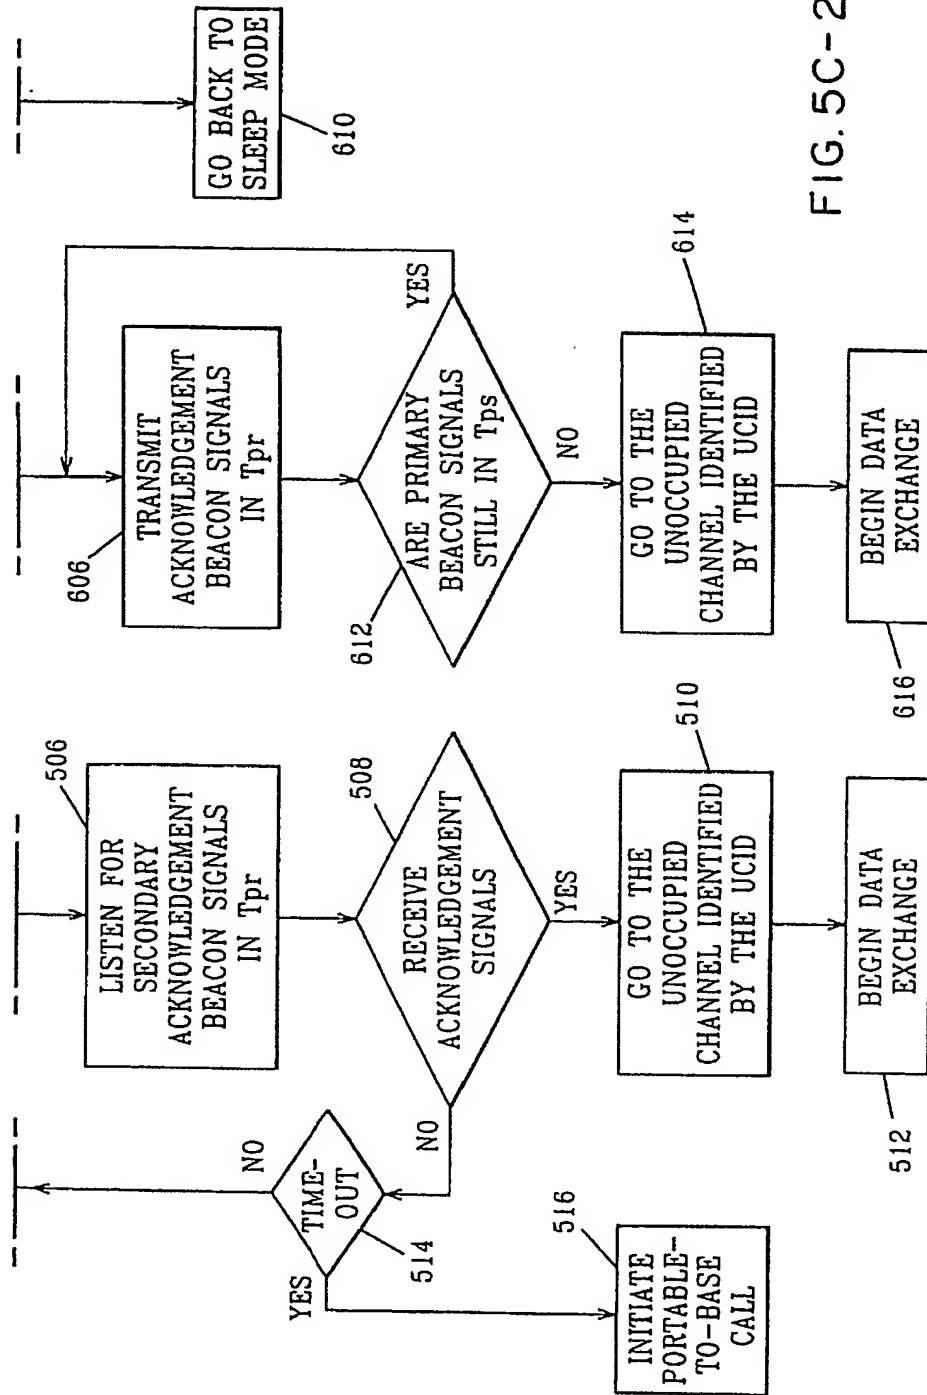 506
LISTEN FOR
SECONDARY
ACKNOWLEDGEMENT
BEACON SIGNALS
IN Tpr
508
RECEIVE
ACKNOWLEDGEMENT
SIGNALS
NO
YES
TIME-
OUT
514
NO
YES
516
INITIATE
PORTABLE-
TO-BASE
CALL
510
GO TO THE
UNOCCUPIED
CHANNEL IDENTIFIED
BY THE UCID
512
BEGIN DATA
EXCHANGE
606
TRANSMIT
ACKNOWLEDGEMENT
BEACON SIGNALS
IN Tpr
612
ARE PRIMARY
BEACON SIGNALS
STILL IN Tps
YES
NO
614
GO TO THE
UNOCCUPIED
CHANNEL IDENTIFIED
BY THE UCID
616
BEGIN DATA
EXCHANGE
GO BACK TO
SLEEP MODE
610
FIG. 5C-2